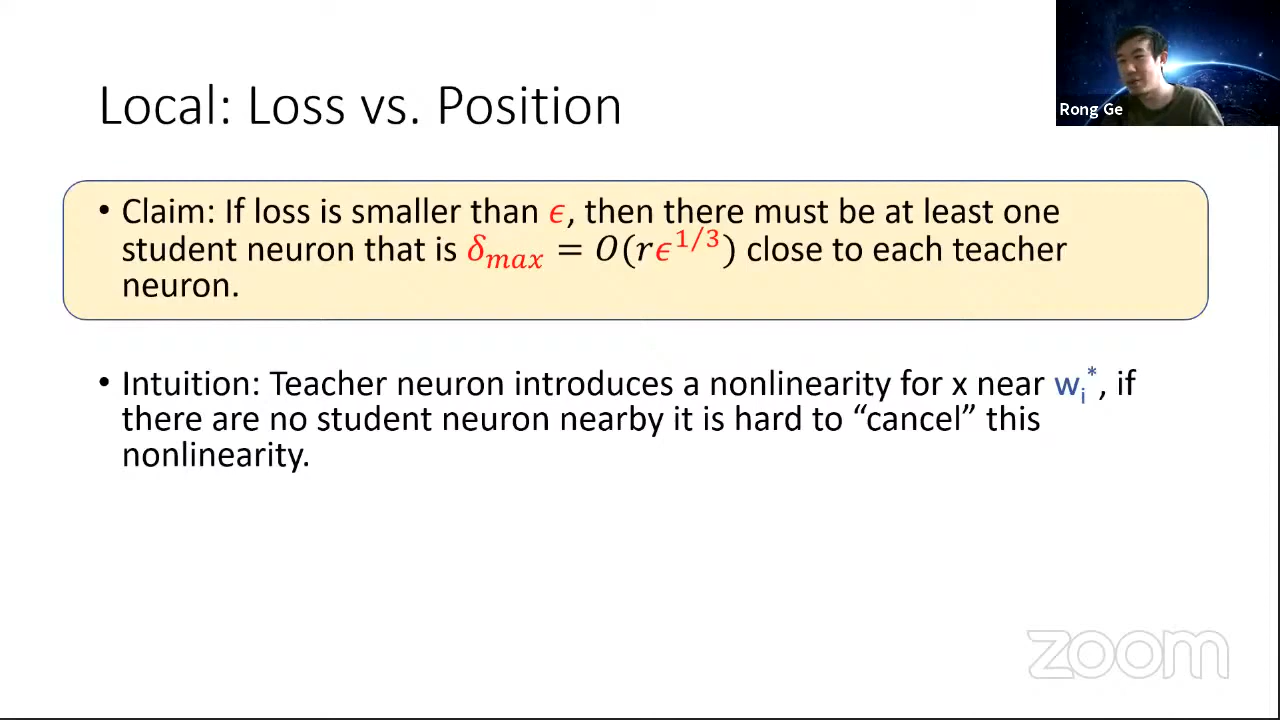 Rong Ge
Local: Loss vs. Position
• Claim: If loss is smaller than ϵ, then there must be at least one
student neuron that is δ_max = O(rϵ^{1/3}) close to each teacher
neuron.
• Intuition: Teacher neuron introduces a nonlinearity for x near w_i^*, if
there are no student neuron nearby it is hard to “cancel” this
nonlinearity.
zoom